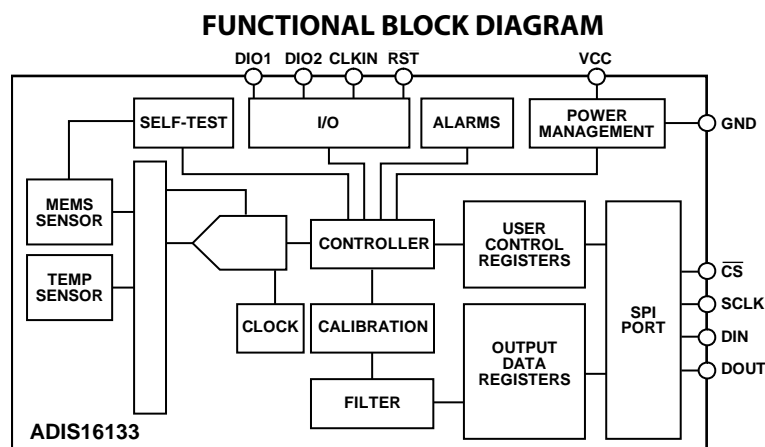 FUNCTIONAL BLOCK DIAGRAM
DIO1 DIO2 CLKIN RST VCC
SELF-TEST
I/O
ALARMS
POWER
MANAGEMENT
GND
MEMS
SENSOR
TEMP
SENSOR
CONTROLLER
USER
CONTROL
REGISTERS
CLOCK
CALIBRATION
FILTER
OUTPUT
DATA
REGISTERS
SPI
PORT
CS
SCLK
DIN
DOUT
ADIS16133